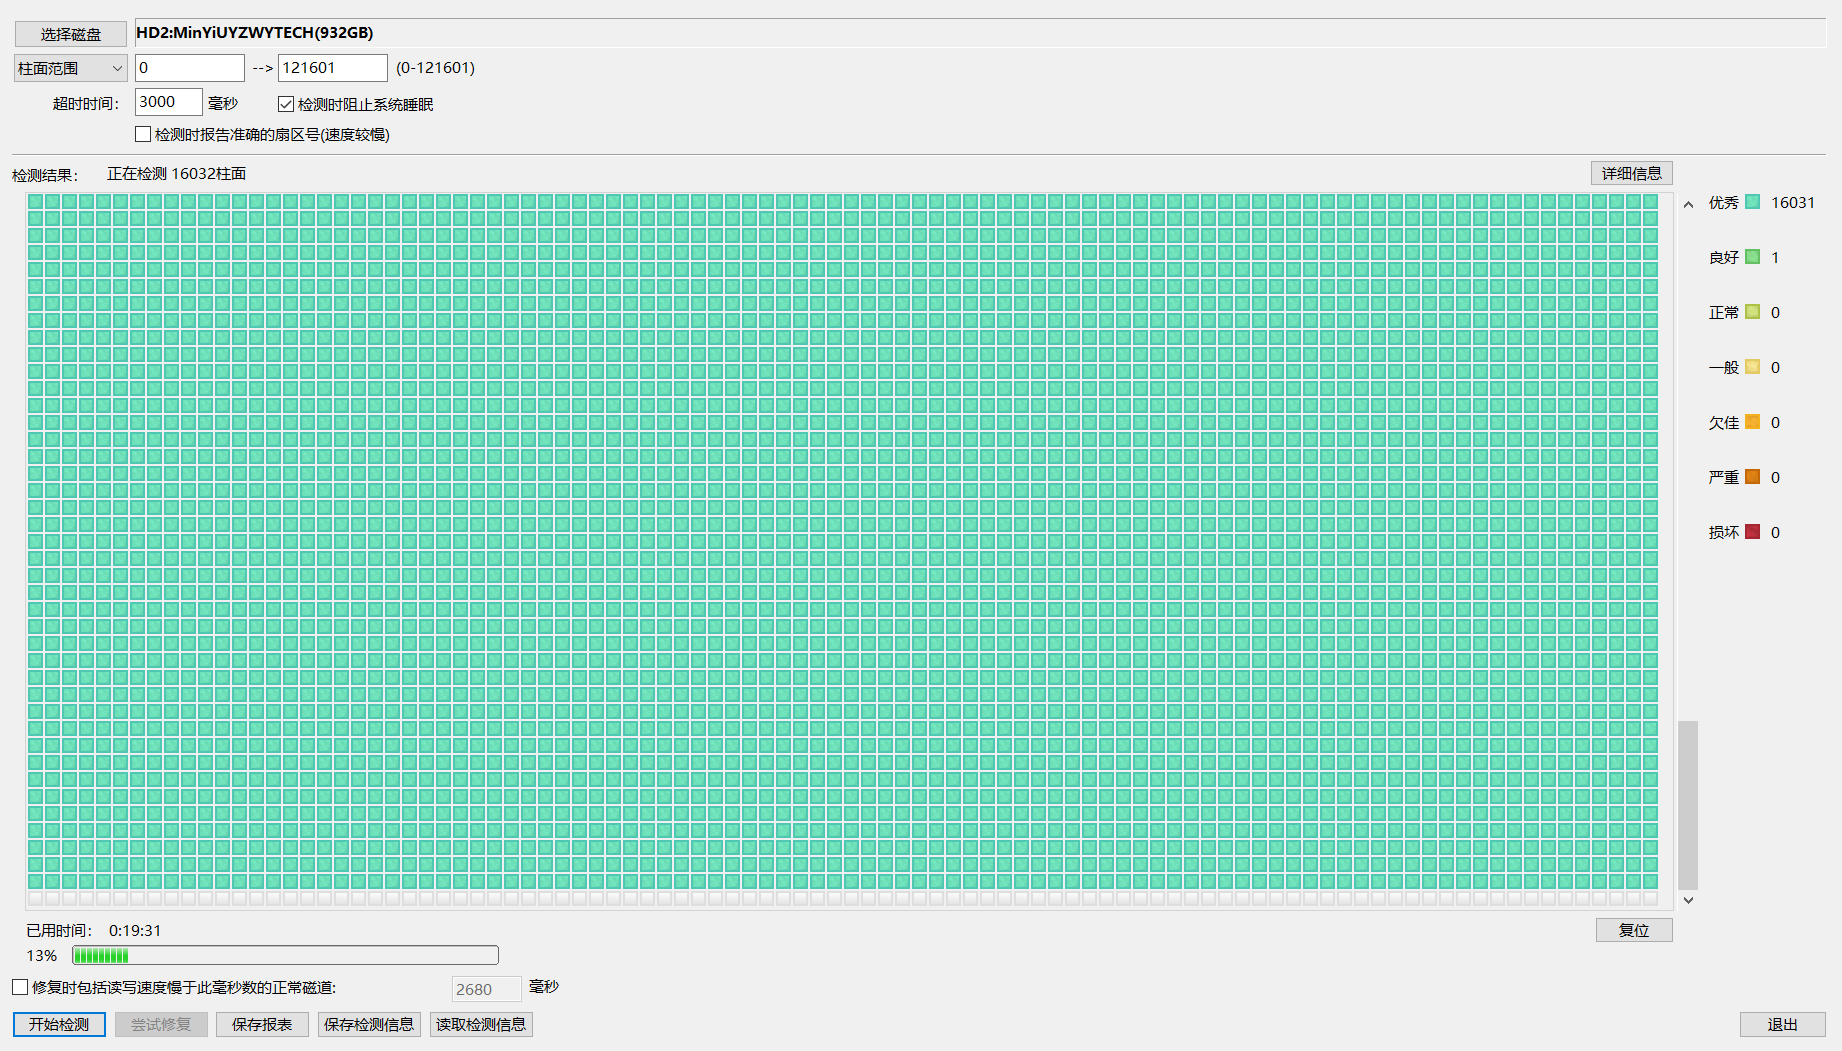 选择磁盘 HD2:MinYiUYZWYTECH(932GB)
柱面范围 0 --> 121601 (0-121601)
超时时间: 3000 毫秒 检测时阻止系统睡眠
检测时报告准确的扇区号(速度较慢)
检测结果: 正在检测 16032柱面 详细信息
优秀 16031
良好 1
正常 0
一般 0
欠佳 0
严重 0
损坏 0
已用时间: 0:19:31 复位
13%
修复时包括读写速度慢于此毫秒数的正常磁道: 2680 毫秒
开始检测 尝试修复 保存报表 保存检测信息 读取检测信息 退出